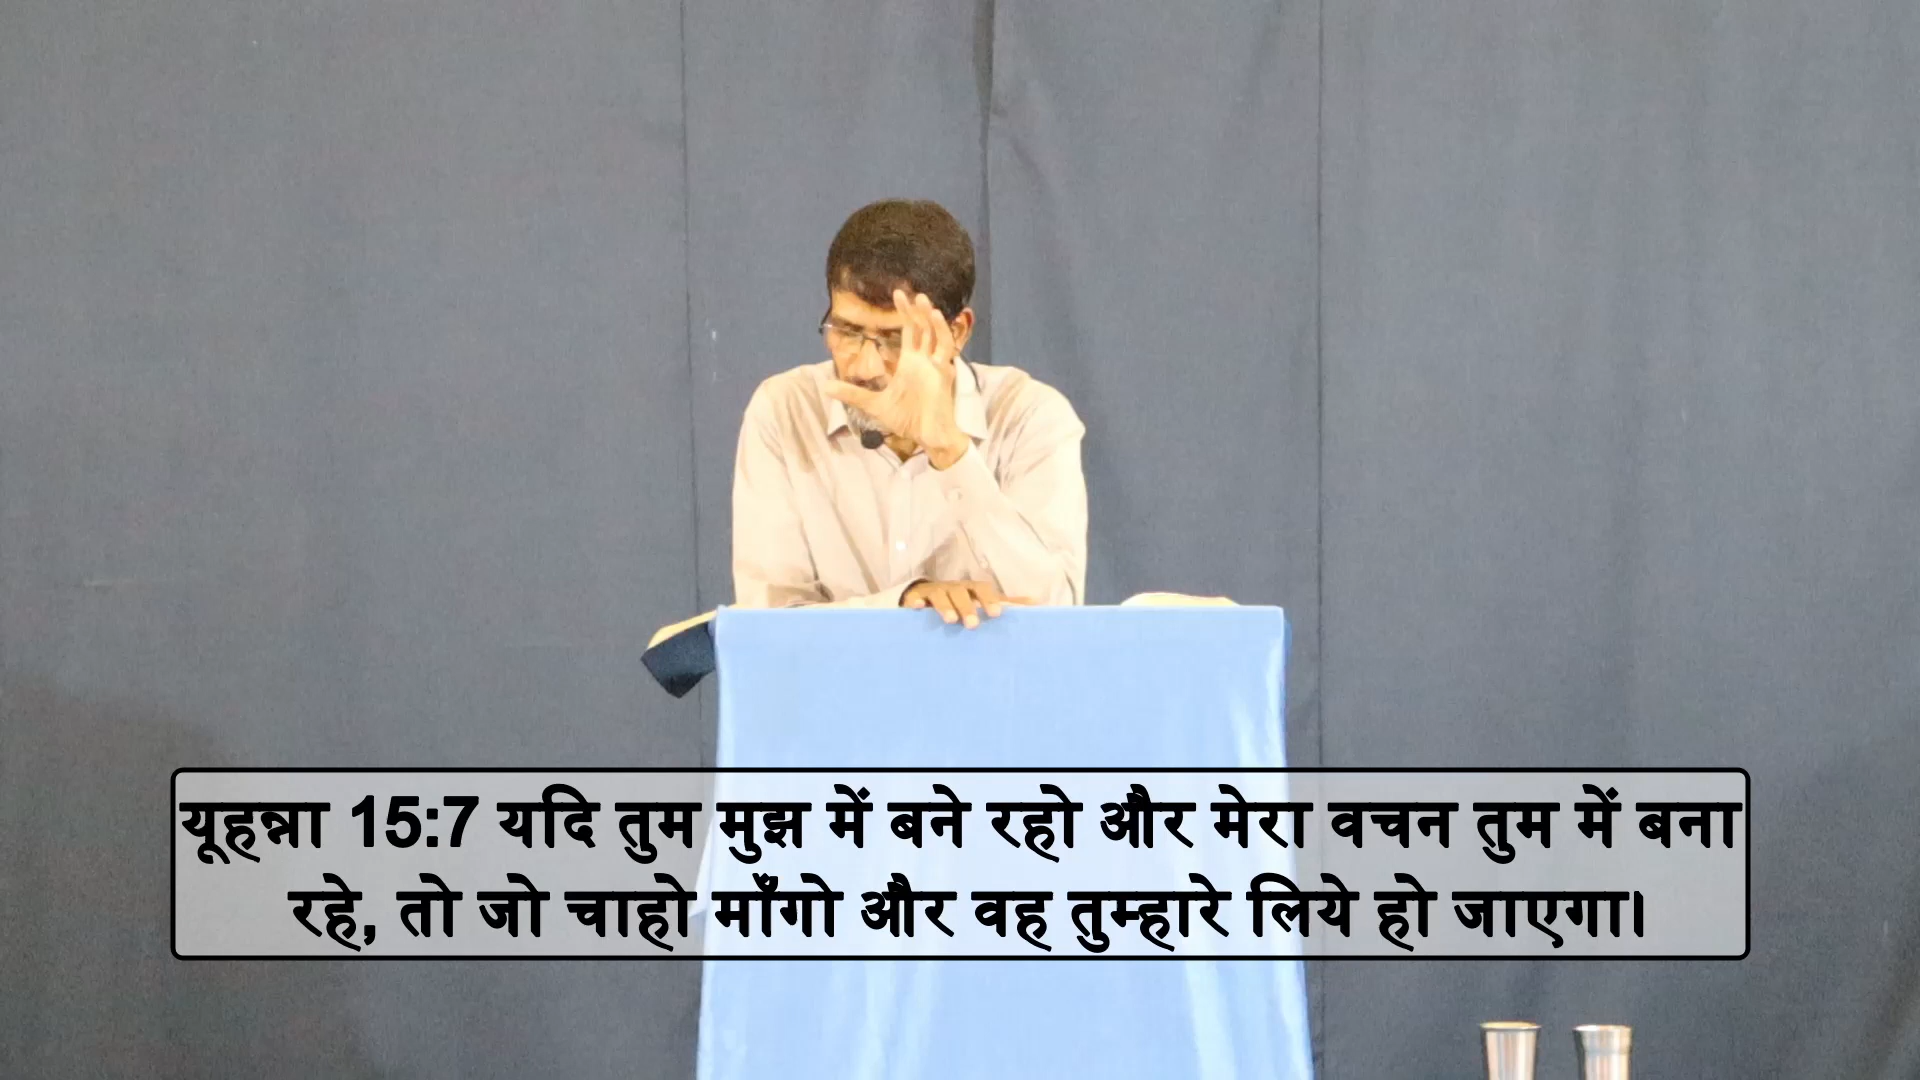 यूहन्ना 15:7 यदि तुम मुझ में बने रहो और मेरा वचन तुम में बना
रहे, तो जो चाहो माँगो और वह तुम्हारे लिये हो जाएगा।